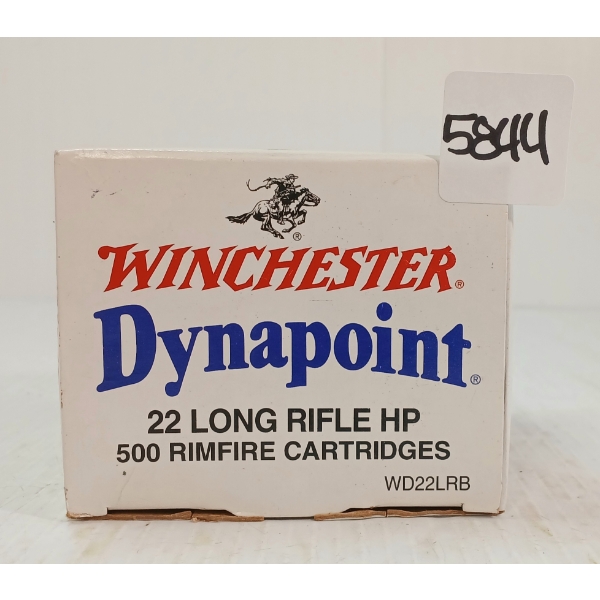 5844
WINCHESTER®
Dynapoint®
22 LONG RIFLE HP
500 RIMFIRE CARTRIDGES
WD22LRB